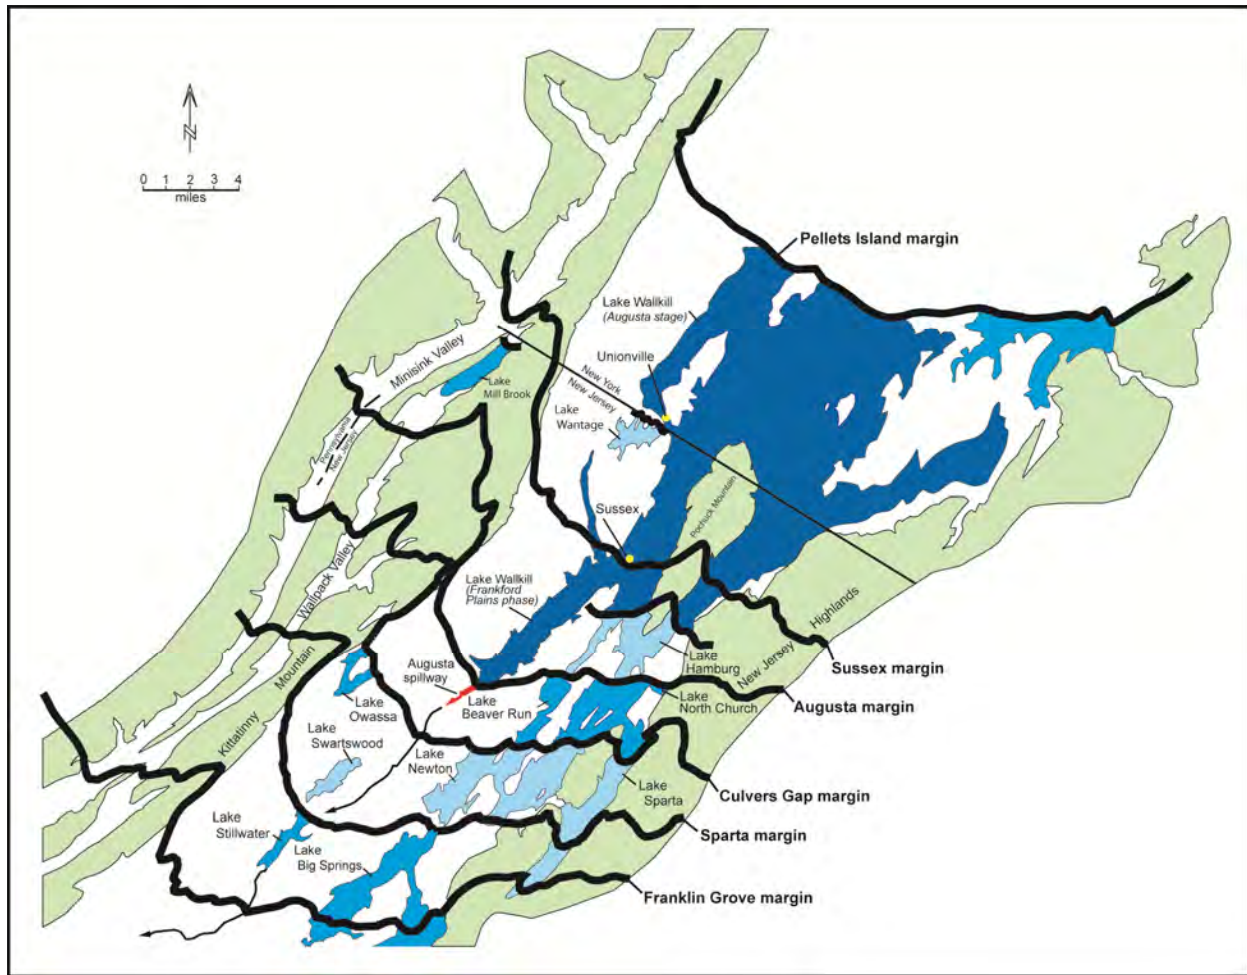 N
0 1 2 3 4
miles
Pellets Island margin
Lake Wallkill
(Augusta stage)
Unionville
New York
New Jersey
Minisink Valley
Lake
Mill Brook
Lake
Wantage
Pennsylvania
New Jersey
Pochuck Mountain
Sussex
Wallpack Valley
Lake Wallkill
(Frankford
Plains phase)
Highlands
New Jersey
Lake
Hamburg
Sussex margin
Mountain
Kittatinny
Augusta
spillway
Lake
Owassa
Lake
Beaver Run
Lake
North Church
Augusta margin
Lake
Swartswood
Lake
Newton
Lake
Sparta
Culvers Gap margin
Sparta margin
Lake
Stillwater
Lake
Big Springs
Franklin Grove margin